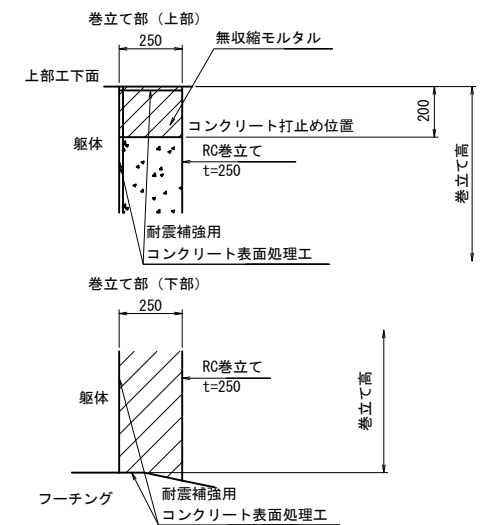 巻立て部（上部）
250
無収縮モルタル
上部工下面
200
コンクリート打止め位置
躯体
RC巻立て
t=250
巻立て高
耐震補強用
コンクリート表面処理工
巻立て部（下部）
250
RC巻立て
t=250
躯体
巻立て高
耐震補強用
フーチング
コンクリート表面処理工